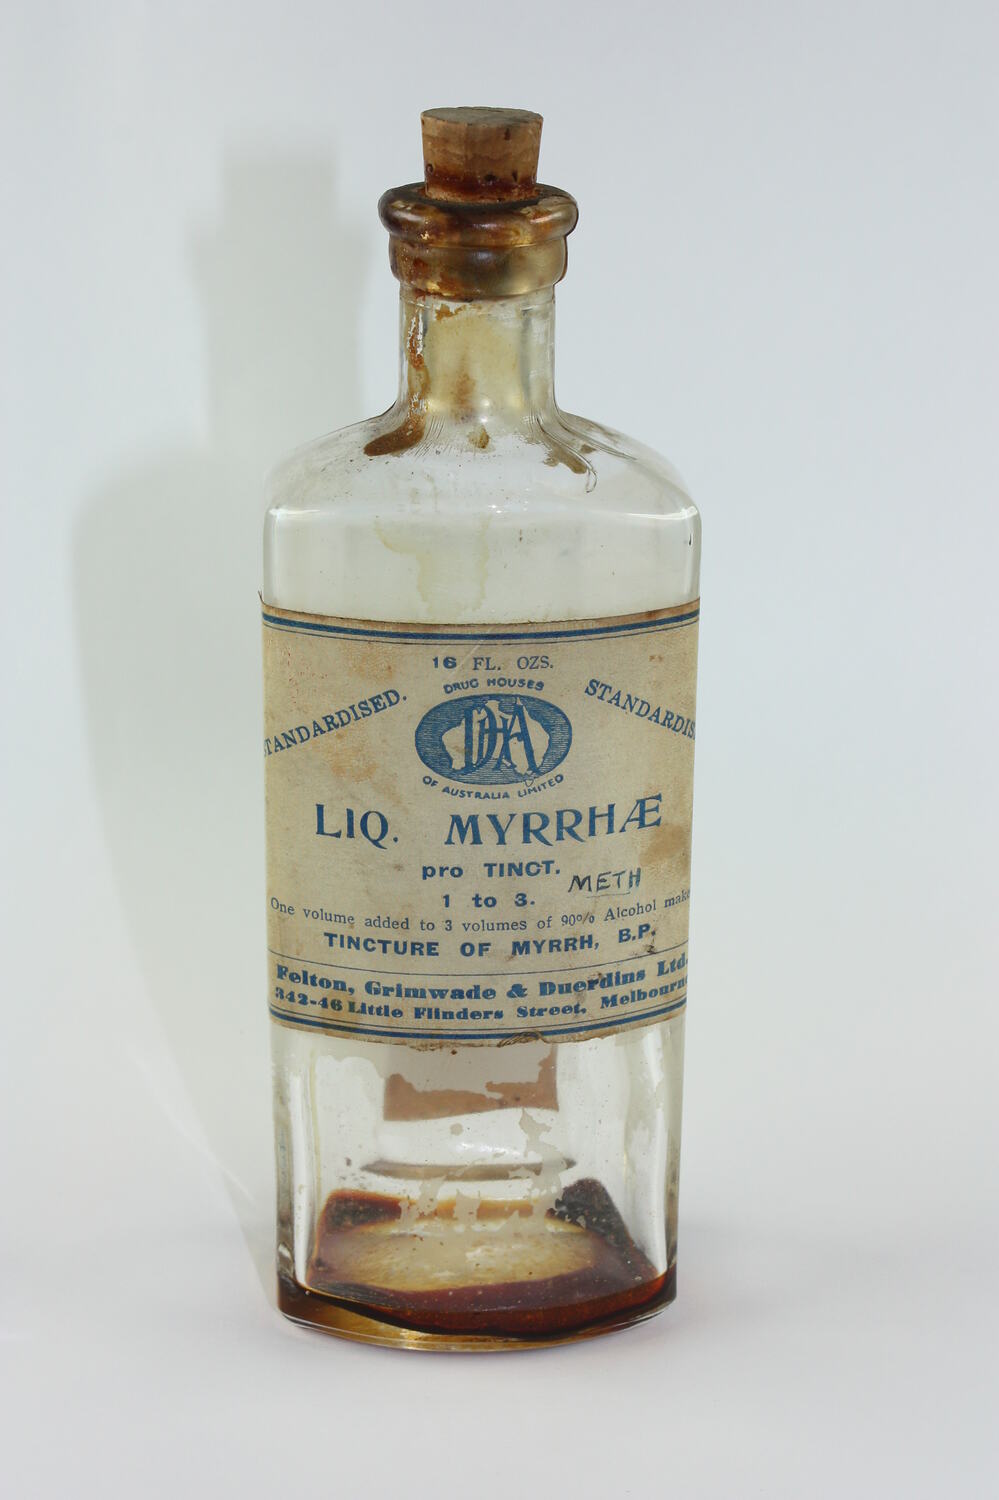 16 FL. OZS.
STANDARDISED.
DRUG HOUSES
DHA
OF AUSTRALIA LIMITED
STANDARDIS
LIQ. MYRRHÆ
pro TINCT.
METH
1 to 3.
One volume added to 3 volumes of 90% Alcohol make
TINCTURE OF MYRRH, B.P.
Felton, Grimwade & Duerdins Ltd.
342-46 Little Flinders Street, Melbourn